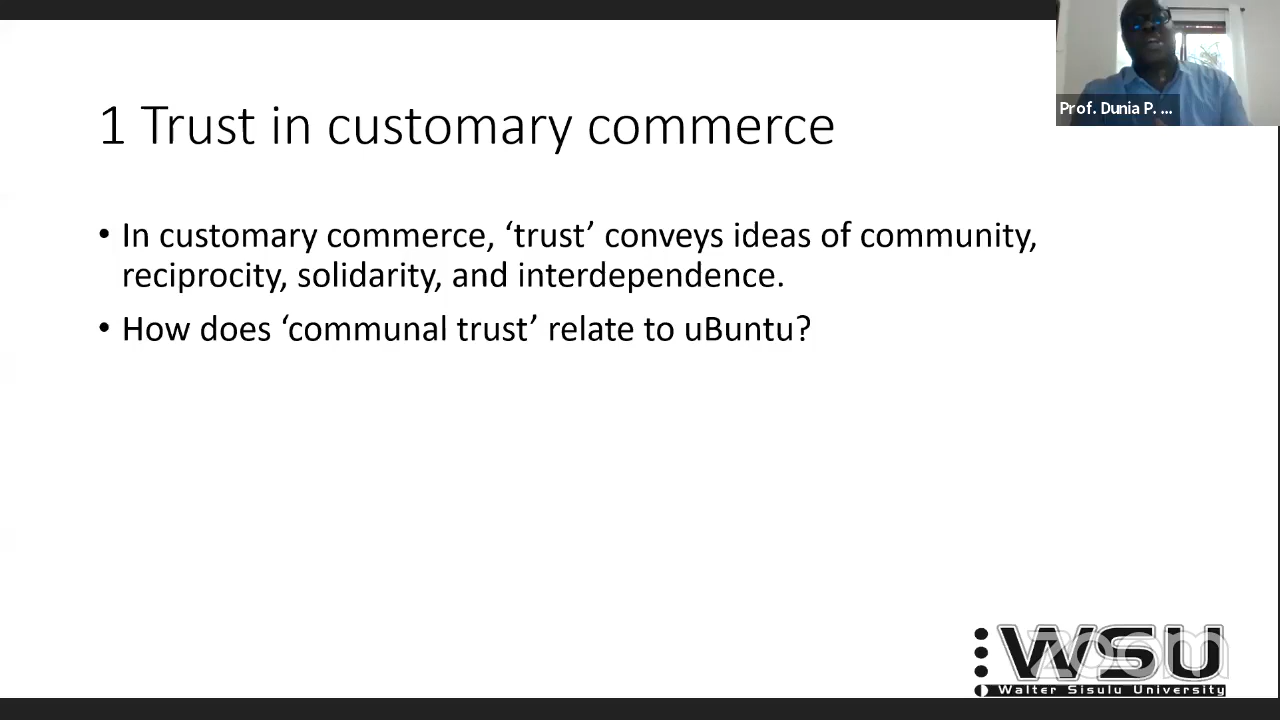 Prof. Dunia P. ...
1 Trust in customary commerce
• In customary commerce, ‘trust’ conveys ideas of community,
reciprocity, solidarity, and interdependence.
• How does ‘communal trust’ relate to uBuntu?
WSU
zoom
Walter Sisulu University